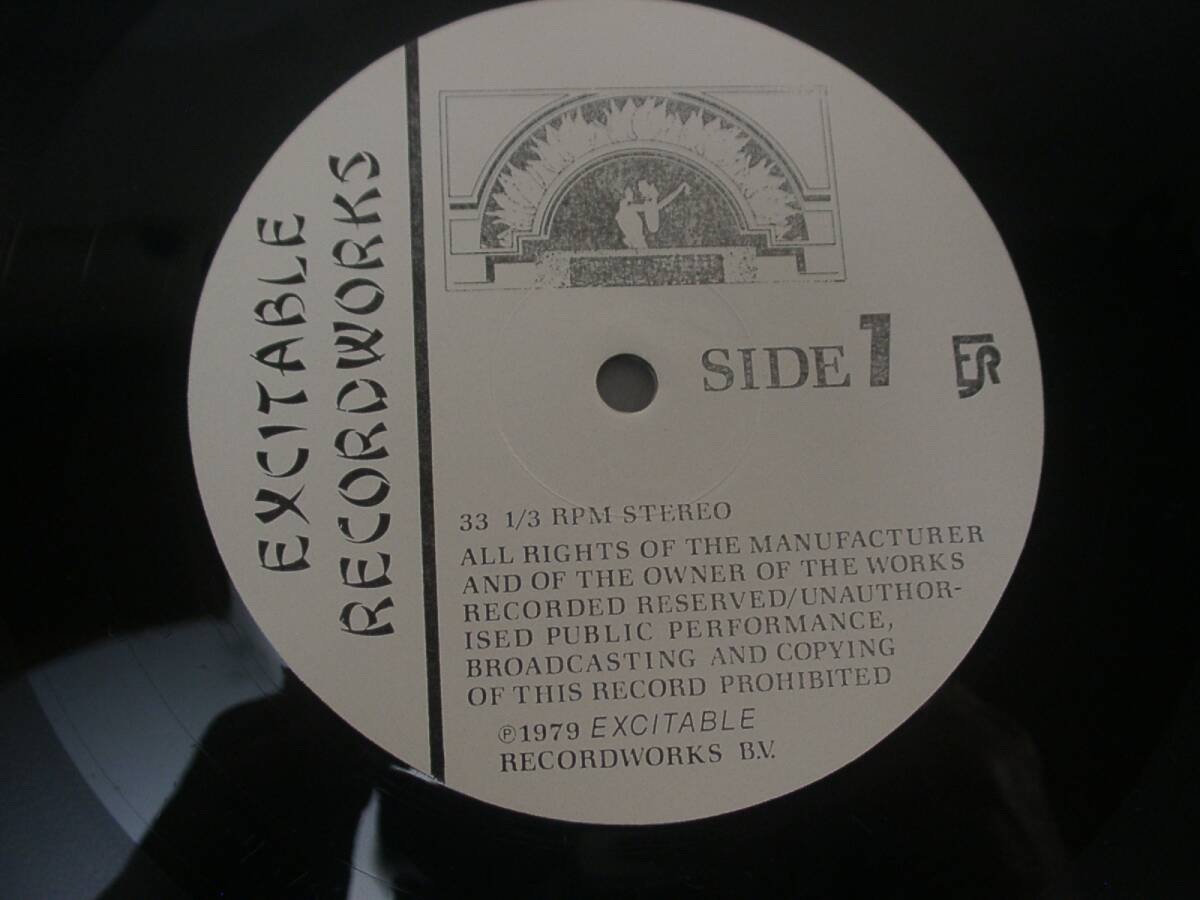 EXCITABLE
RECORDWORKS
SIDE 1
ER
33 1/3 RPM STEREO
ALL RIGHTS OF THE MANUFACTURER
AND OF THE OWNER OF THE WORKS
RECORDED RESERVED/UNAUTHOR-
ISED PUBLIC PERFORMANCE,
BROADCASTING AND COPYING
OF THIS RECORD PROHIBITED
℗1979 EXCITABLE
RECORDWORKS B.V.